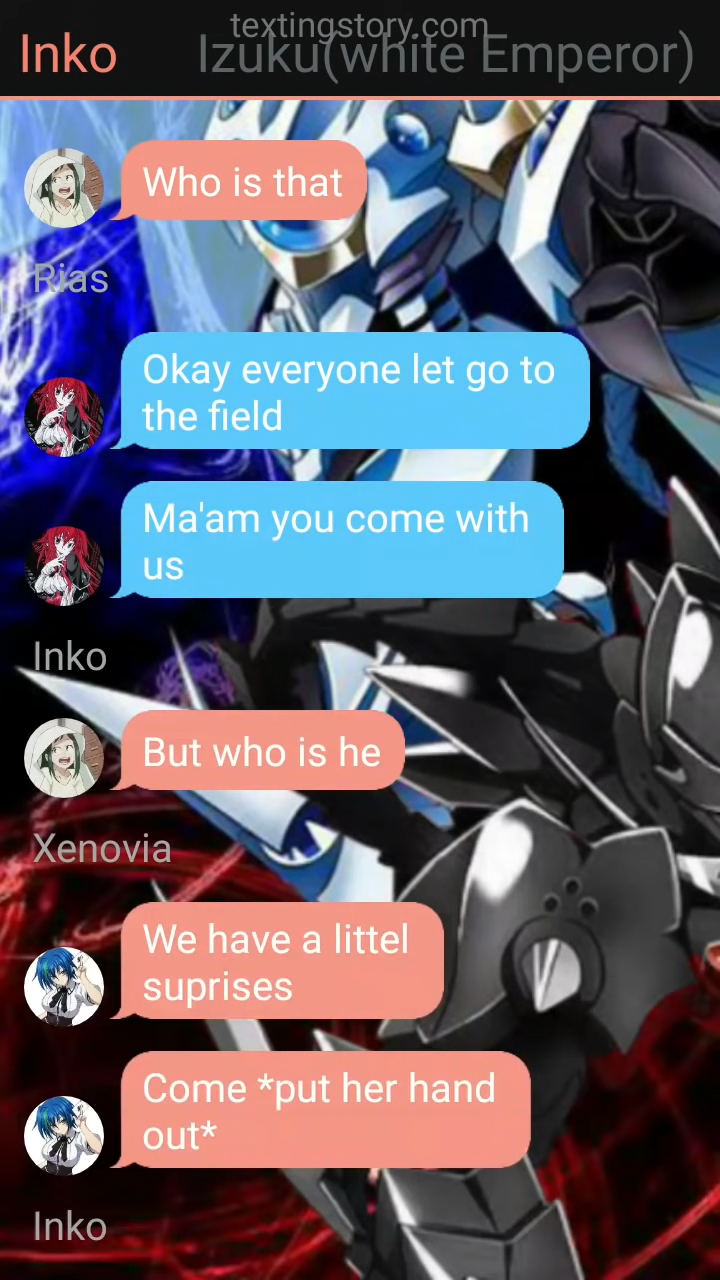 textingstory.com
Inko Izuku(white Emperor)
Who is that
Rias
Okay everyone let go to
the field
Ma'am you come with
us
Inko
But who is he
Xenovia
We have a littel
suprises
Come *put her hand
out*
Inko